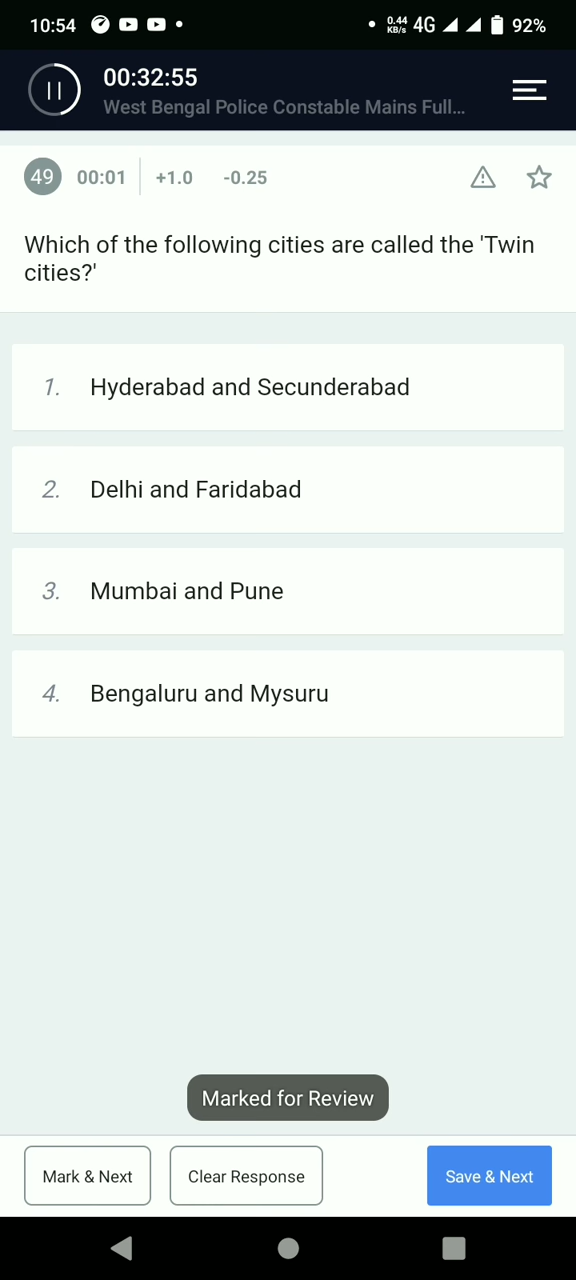 10:54
0.44 KB/s 4G 92%
00:32:55
West Bengal Police Constable Mains Full...
49 00:01 +1.0 -0.25
Which of the following cities are called the 'Twin
cities?'
1. Hyderabad and Secunderabad
2. Delhi and Faridabad
3. Mumbai and Pune
4. Bengaluru and Mysuru
Marked for Review
Mark & Next Clear Response Save & Next